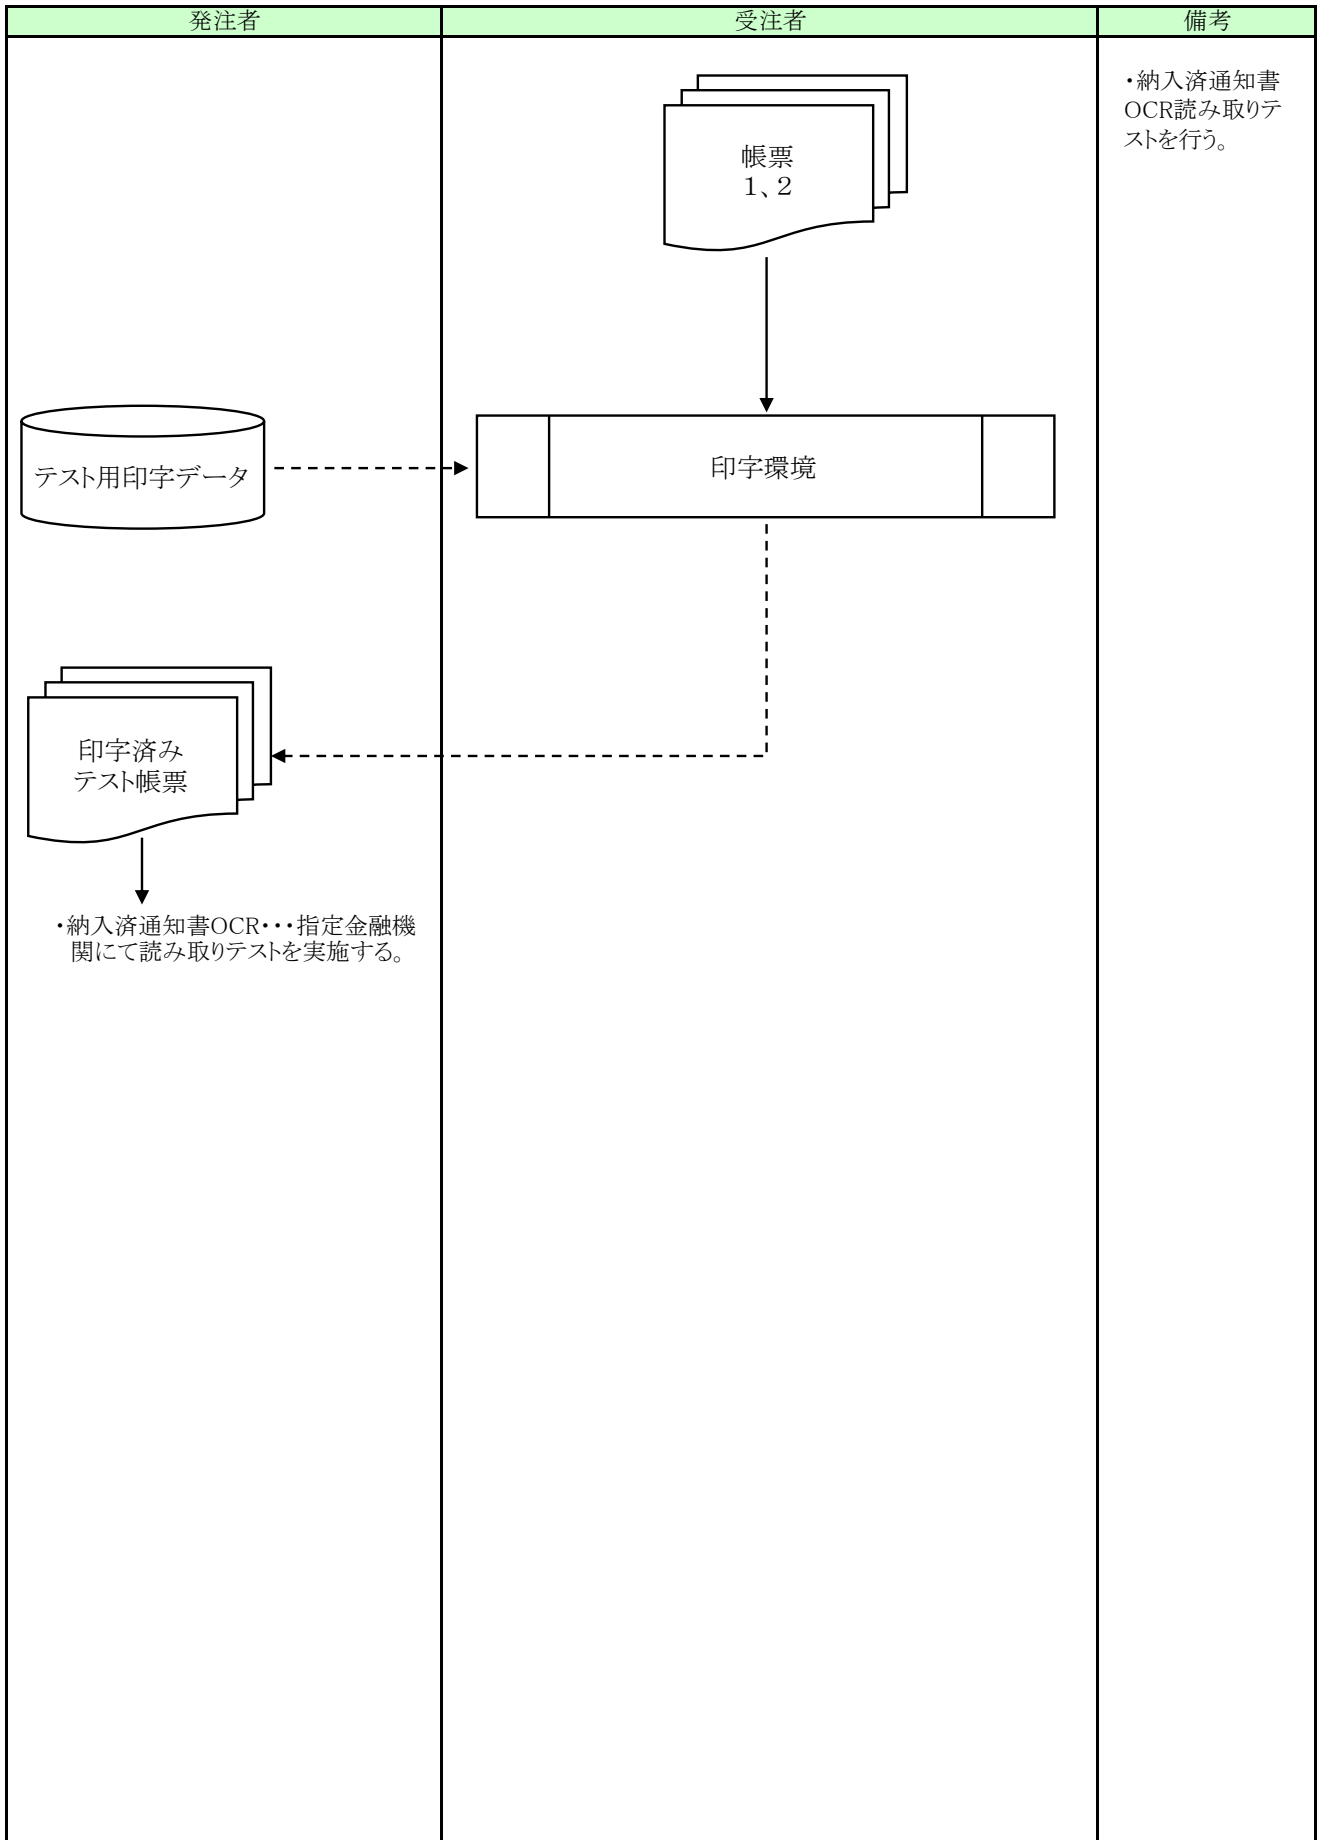 発注者
受注者
備考
・納入済通知書
OCR読み取りテ
ストを行う。
帳票
１、２
テスト用印字データ
印字環境
印字済み
テスト帳票
・納入済通知書OCR・・・指定金融機
関にて読み取りテストを実施する。